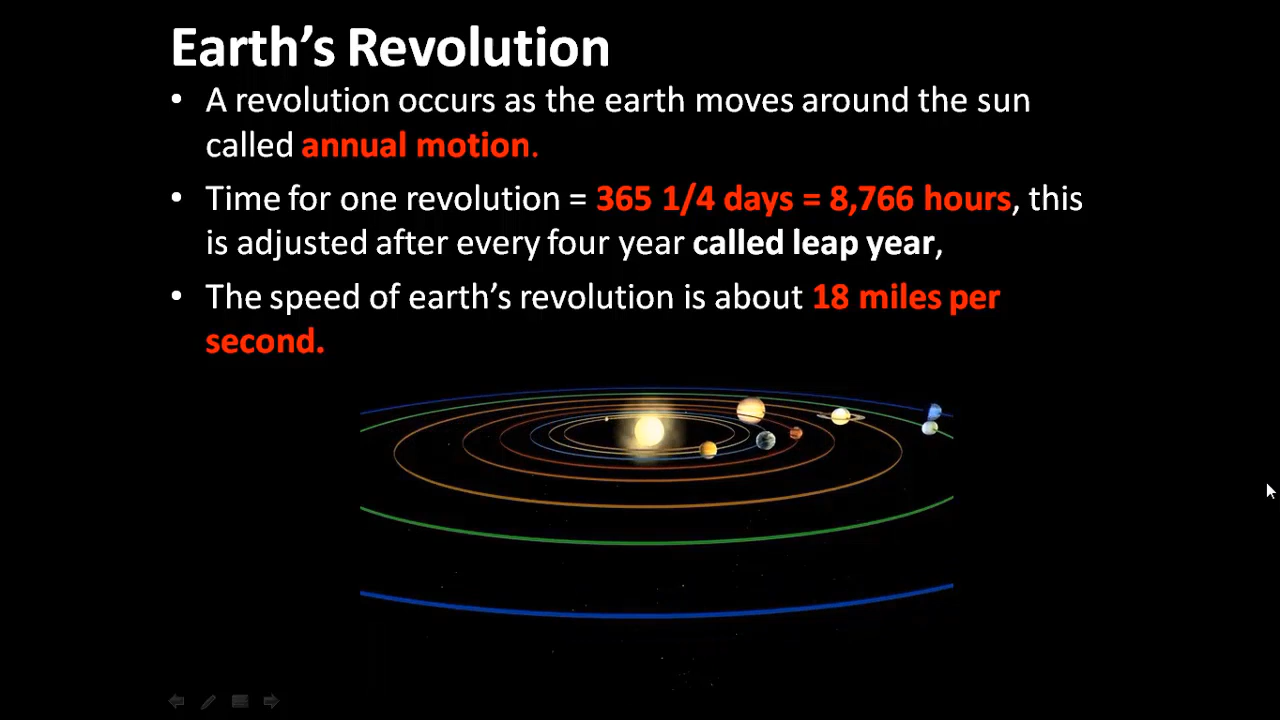 Earth’s Revolution
• A revolution occurs as the earth moves around the sun
called annual motion.
• Time for one revolution = 365 1/4 days = 8,766 hours, this
is adjusted after every four year called leap year,
• The speed of earth’s revolution is about 18 miles per
second.